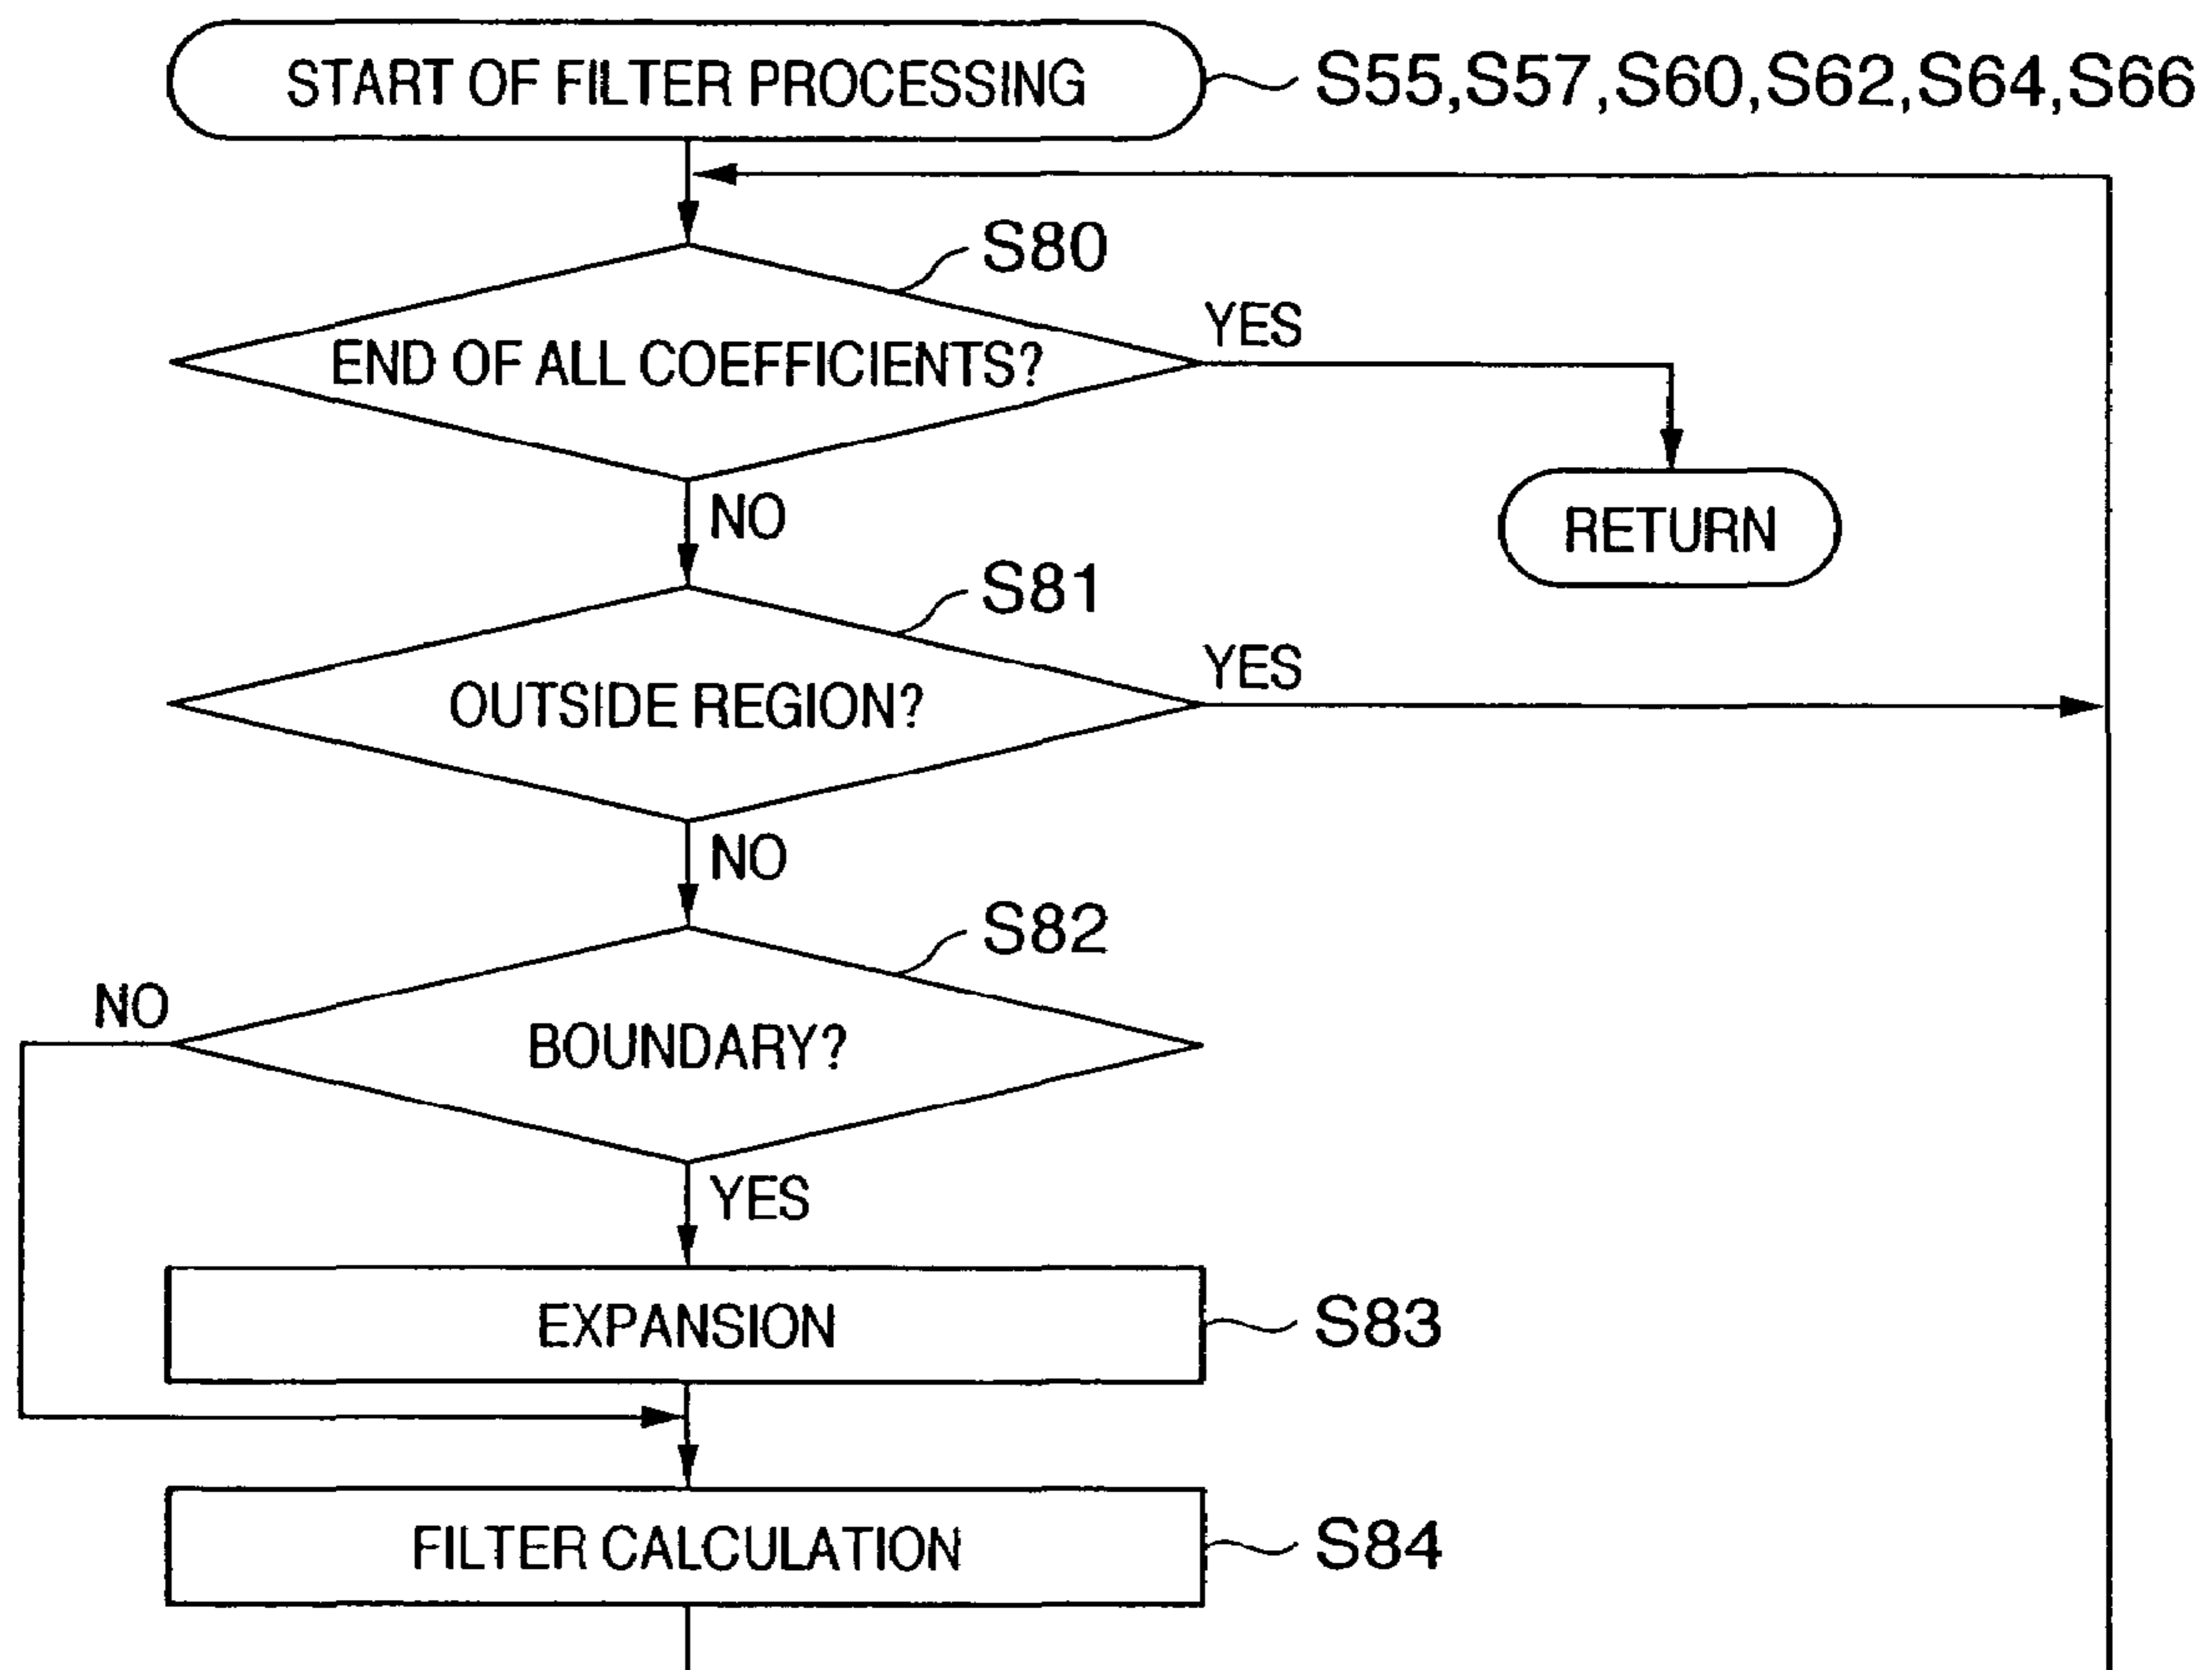 START OF FILTER PROCESSING
S55,S57,S60,S62,S64,S66
S80
END OF ALL COEFFICIENTS?
YES
RETURN
NO
S81
OUTSIDE REGION?
YES
NO
S82
BOUNDARY?
NO
YES
EXPANSION
S83
FILTER CALCULATION
S84